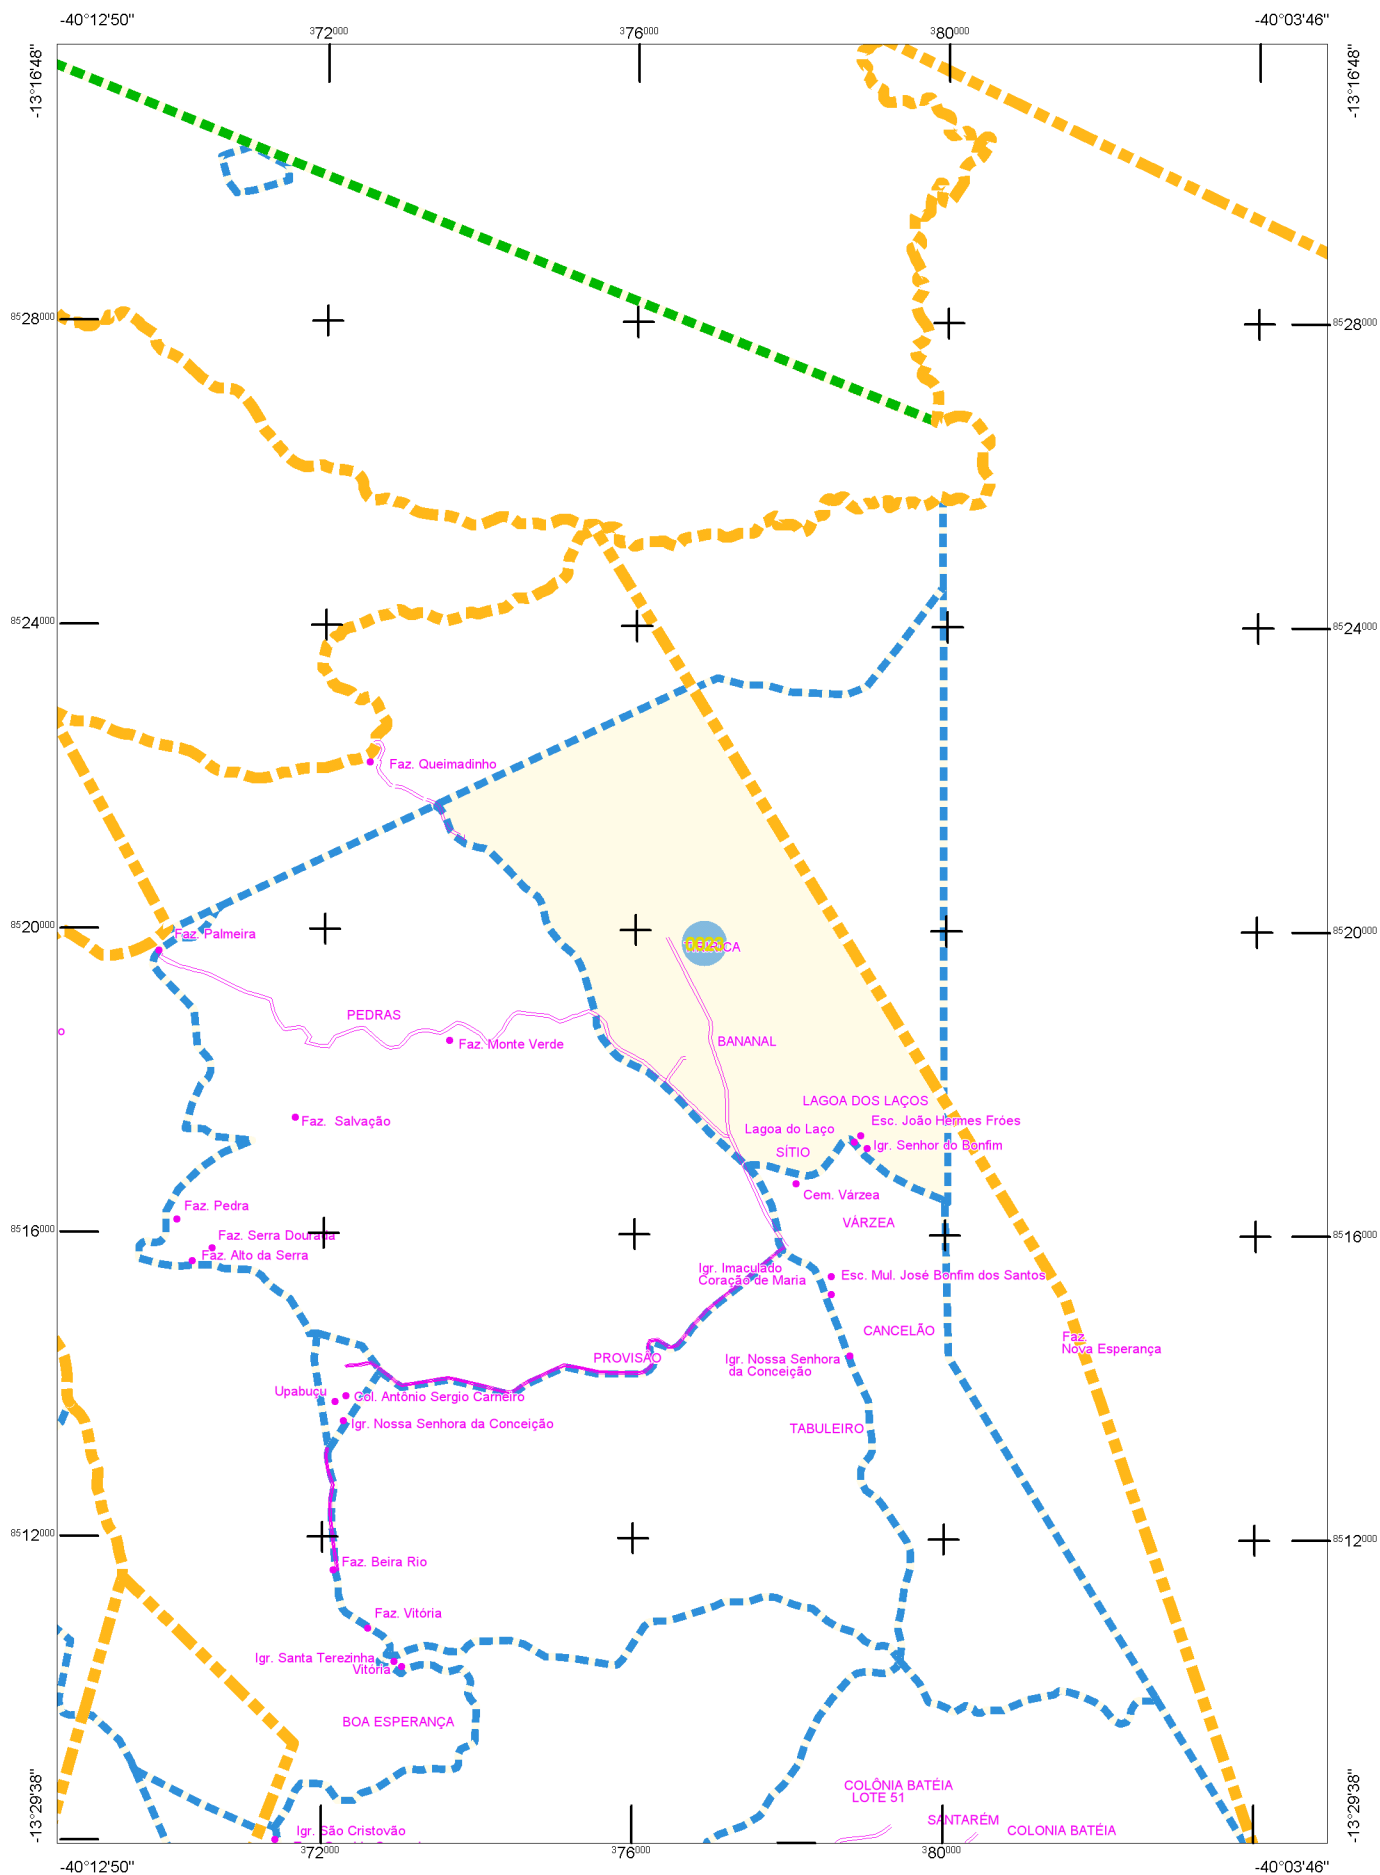 -40°12'50"
-40°03'46"
372000
376000
380000
-13°16'48"
-13°16'48"
8528000
8528000
8524000
8524000
Faz. Queimadinho
8520000
8520000
Faz. Palmeira
PEDRAS
Faz. Monte Verde
BANANAL
LAGOA DOS LAÇOS
Faz. Salvação
Esc. João Hermes Fróes
Lagoa do Laço
Igr. Senhor do Bonfim
SÍTIO
Cem. Várzea
Faz. Pedra
VÁRZEA
8516000
8516000
Faz. Serra Dourada
Faz. Alto da Serra
Igr. Imaculado
Coração de Maria
Esc. Mul. José Bonfim dos Santos
CANCELÃO
Faz.
Nova Esperança
PROVISÃO
Igr. Nossa Senhora
da Conceição
Upabuçu
Col. Antônio Sergio Carneiro
Igr. Nossa Senhora da Conceição
TABULEIRO
8512000
8512000
Faz. Beira Rio
Faz. Vitória
Igr. Santa Terezinha
Vitória
BOA ESPERANÇA
COLÔNIA BATÉIA
LOTE 51
SANTARÉM
COLONIA BATÉIA
Igr. São Cristovão
-13°29'38"
-13°29'38"
372000
376000
380000
-40°12'50"
-40°03'46"